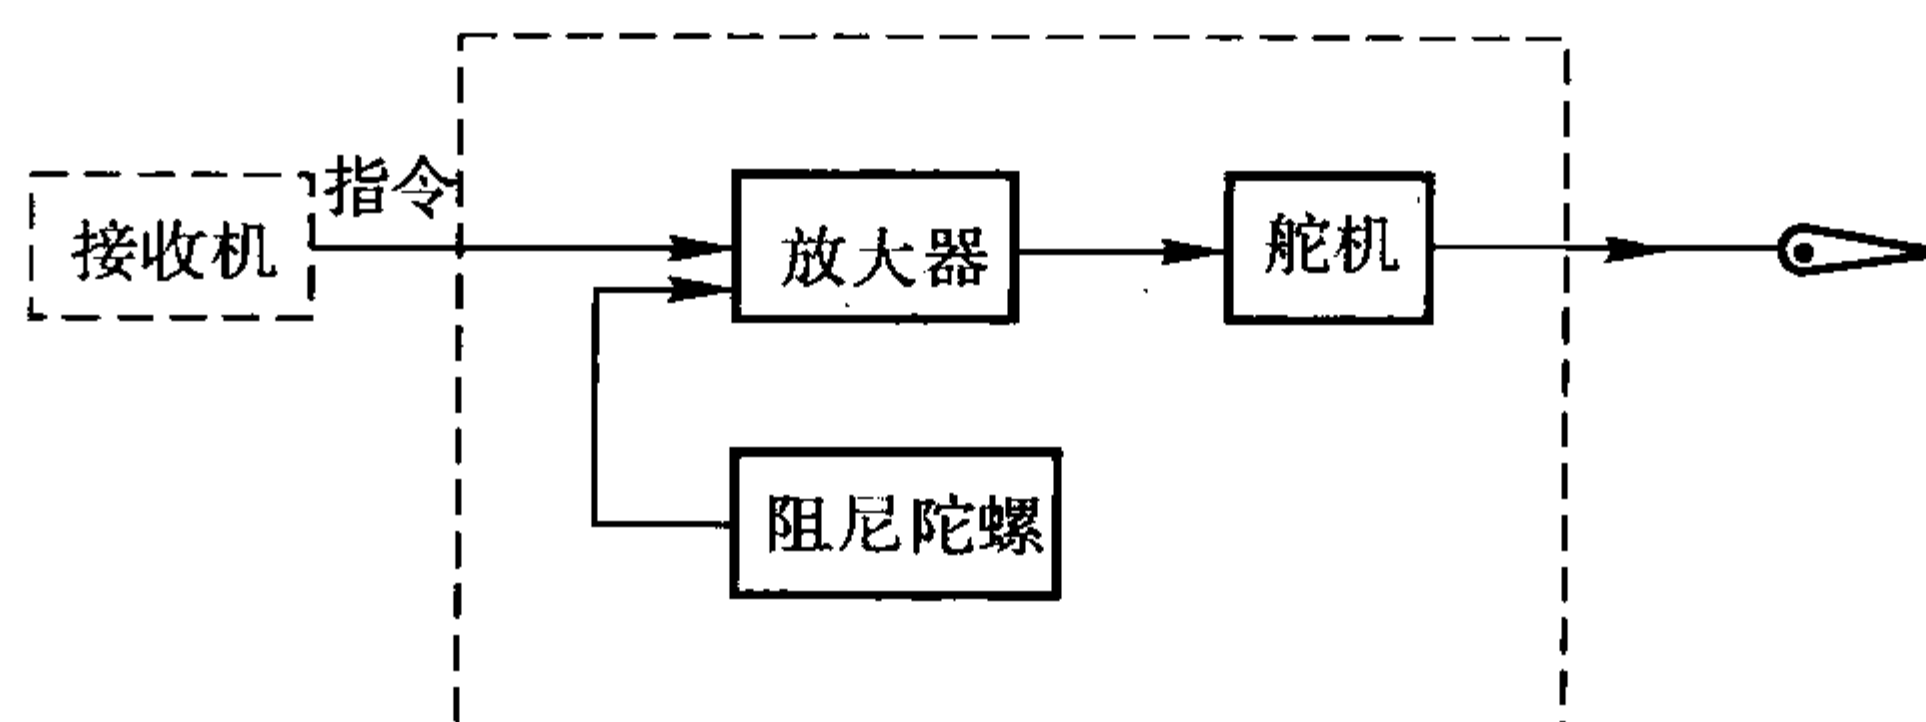 指令
接收机
放大器
舵机
阻尼陀螺